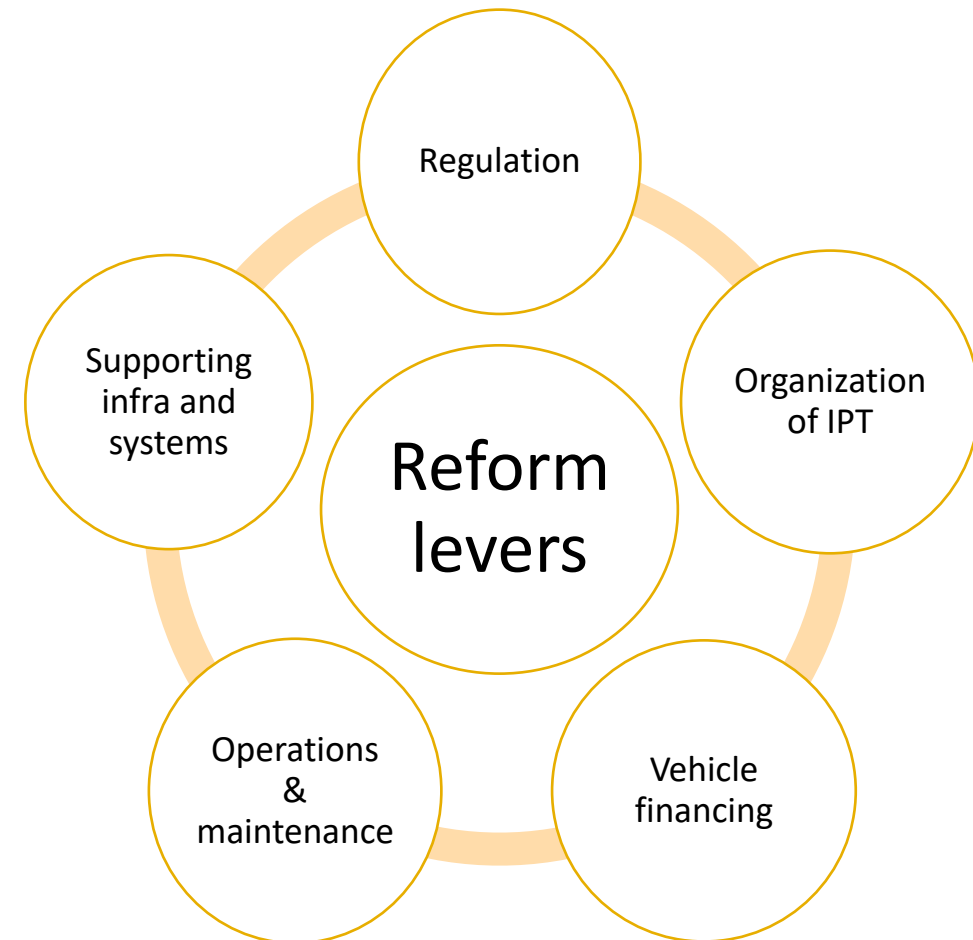 Regulation
Organization
of IPT
Vehicle
financing
Operations
&
maintenance
Supporting
infra and
systems
Reform
levers